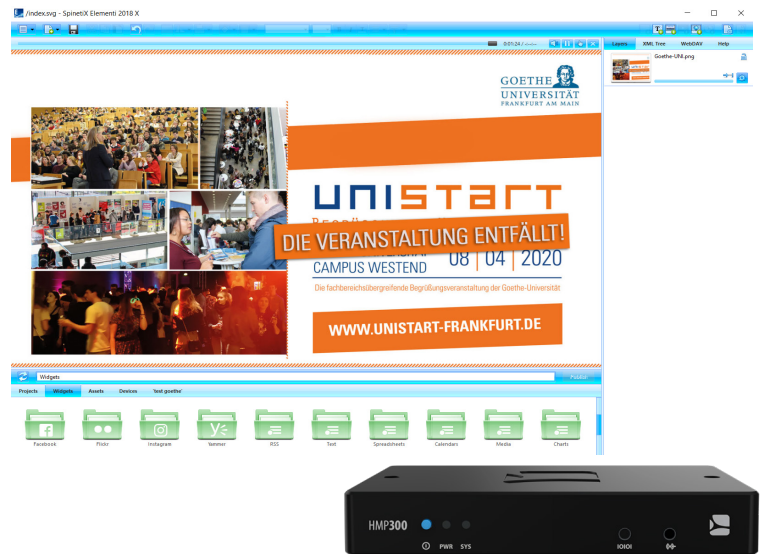 /index.svg - SpinetiX Elementi 2018 X
0:01:24 /
Layers XML Tree WebDAV Help
Goethe-UNI.png
GOETHE
UNIVERSITÄT
FRANKFURT AM MAIN
UNISTART
DIE VERANSTALTUNG ENTFÄLLT!
CAMPUS WESTEND 08 | 04 | 2020
Die fachbereichsübergreifende Begrüßungsveranstaltung der Goethe-Universität
WWW.UNISTART-FRANKFURT.DE
Widgets
Publish
Projects Widgets Assets Devices 'test goethe'
Facebook Flickr Instagram Yammer RSS Text Spreadsheets Calendars Media Charts
HMP300
PWR SYS
IOIOI